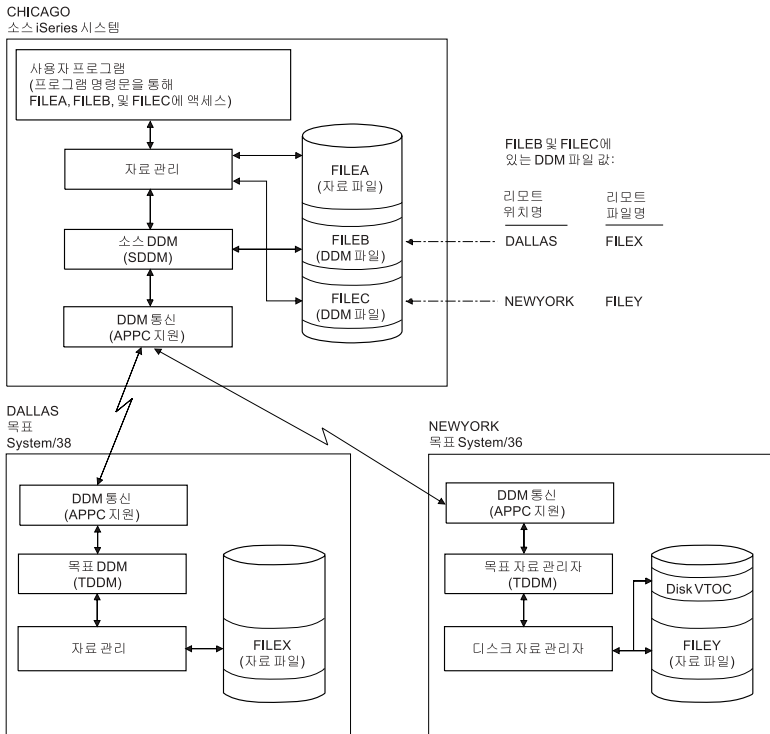 CHICAGO
소스 iSeries 시스템
사용자 프로그램
(프로그램 명령문을 통해
FILEA, FILEB, 및 FILEC에 액세스)
자료 관리
소스 DDM
(SDDM)
DDM 통신
(APPC 지원)
FILEA
(자료 파일)
FILEB
(DDM 파일)
FILEC
(DDM 파일)
FILEB 및 FILEC에
있는 DDM 파일 값:
리모트 리모트
위치명 파일명
DALLAS FILEX
NEWYORK FILEY
DALLAS
목표
System/38
DDM 통신
(APPC 지원)
목표 DDM
(TDDM)
자료 관리
FILEX
(자료 파일)
NEWYORK
목표 System/36
DDM 통신
(APPC 지원)
목표 자료 관리자
(TDDM)
디스크 자료 관리자
Disk VTOC
FILEY
(자료 파일)